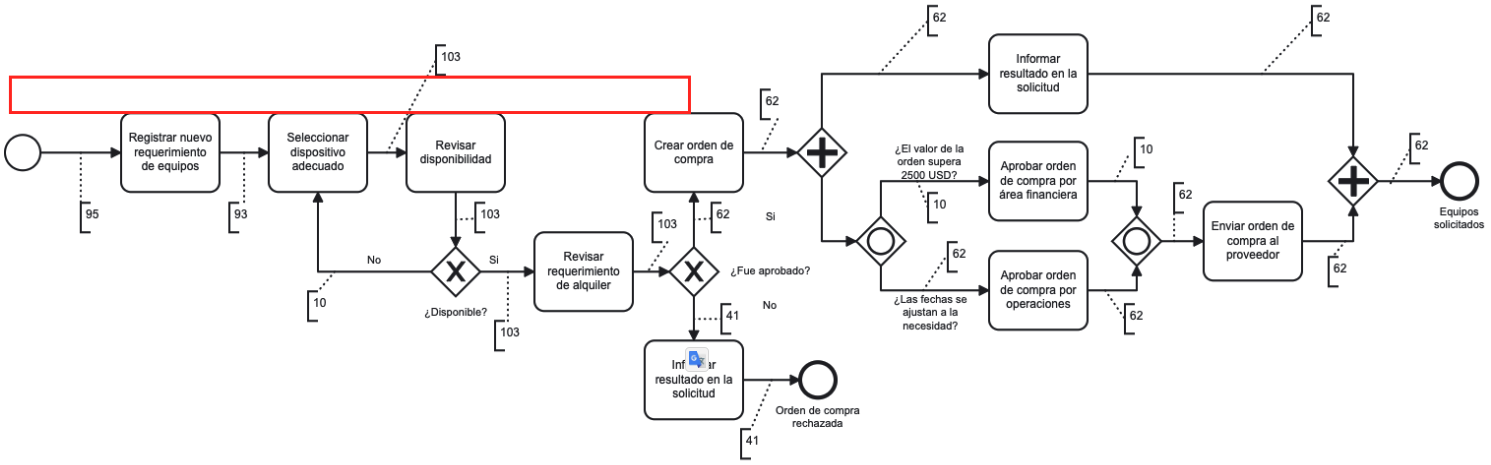 62
62
103
62
Informar
resultado en la
solicitud
Registrar nuevo
requerimiento
de equipos
Seleccionar
dispositivo
adecuado
Revisar
disponibilidad
Crear orden de
compra
¿El valor de la
orden supera
2500 USD?
Aprobar orden
de compra por
área financiera
10
62
95
93
103
62
Si
10
62
Equipos
solicitados
No
Si
Revisar
requerimiento
de alquiler
103
¿Fue aprobado?
62
Aprobar orden
de compra por
operaciones
Enviar orden de
compra al
proveedor
62
10
¿Disponible?
103
No
41
¿Las fechas se
ajustan a la
necesidad?
62
resultado en la
solicitud
41
Orden de compra
rechazada